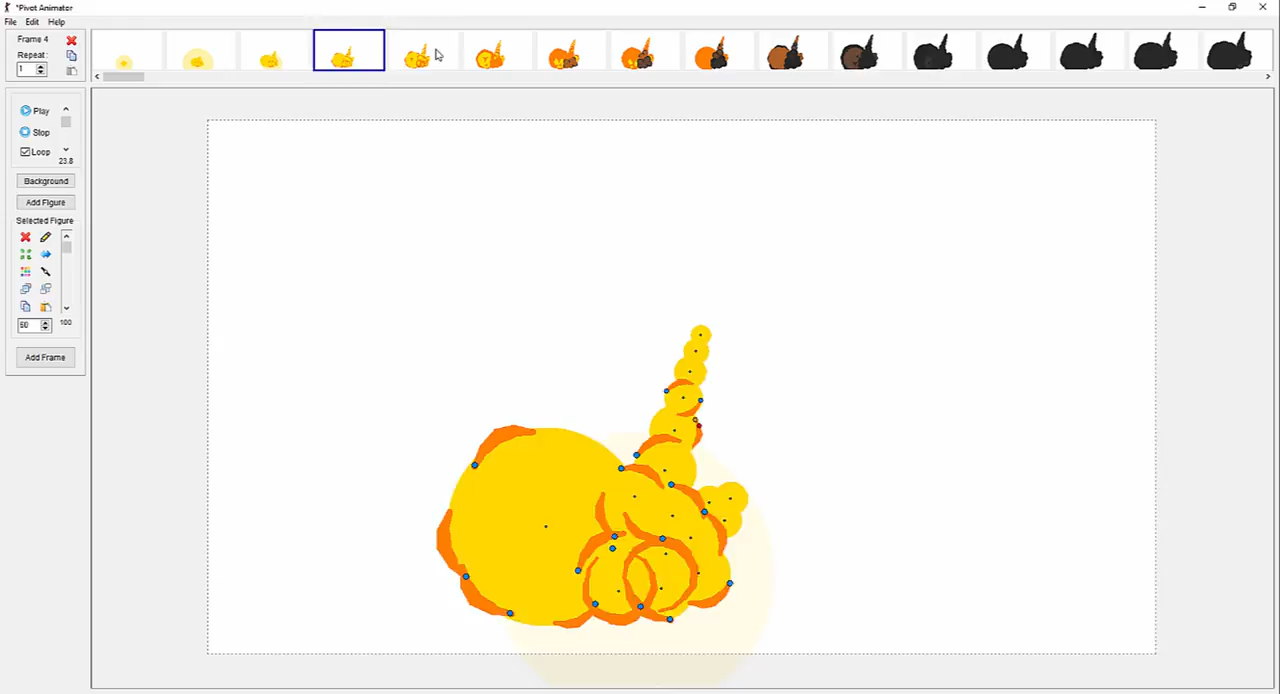 *Pivot Animator
File Edit Help
Frame 4
Repeat:
1
Play
Stop
Loop
23.8
Background
Add Figure
Selected Figure
50
100
Add Frame